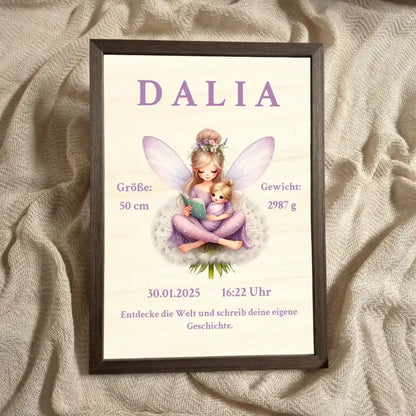 DALIA
Größe:
50 cm
Gewicht:
2987 g
30.01.2025 16:22 Uhr
Entdecke die Welt und schreib deine eigene
Geschichte.